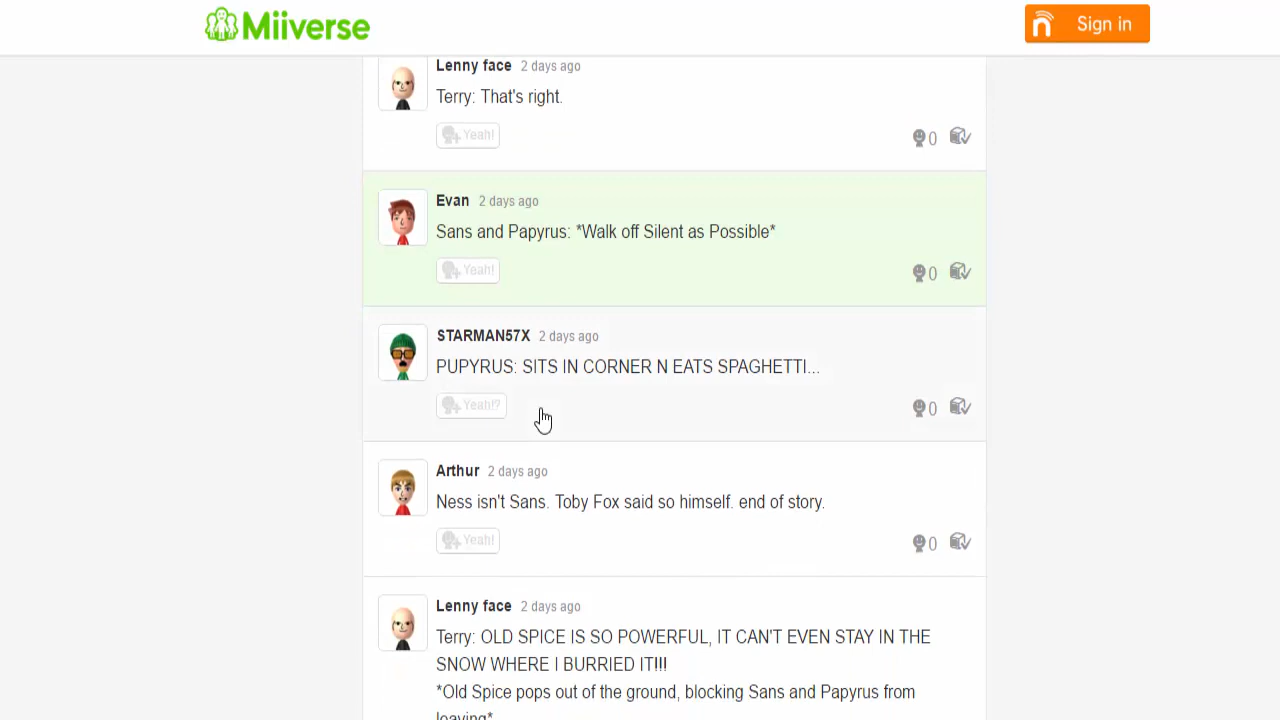 Miiverse
Sign in
Lenny face 2 days ago
Terry: That's right.
Yeah!
0
Evan 2 days ago
Sans and Papyrus: *Walk off Silent as Possible*
Yeah!
0
STARMAN57X 2 days ago
PUPYRUS: SITS IN CORNER N EATS SPAGHETTI...
Yeah!?
0
Arthur 2 days ago
Ness isn't Sans. Toby Fox said so himself. end of story.
Yeah!
0
Lenny face 2 days ago
Terry: OLD SPICE IS SO POWERFUL, IT CAN'T EVEN STAY IN THE
SNOW WHERE I BURRIED IT!!!
*Old Spice pops out of the ground, blocking Sans and Papyrus from
leaving*